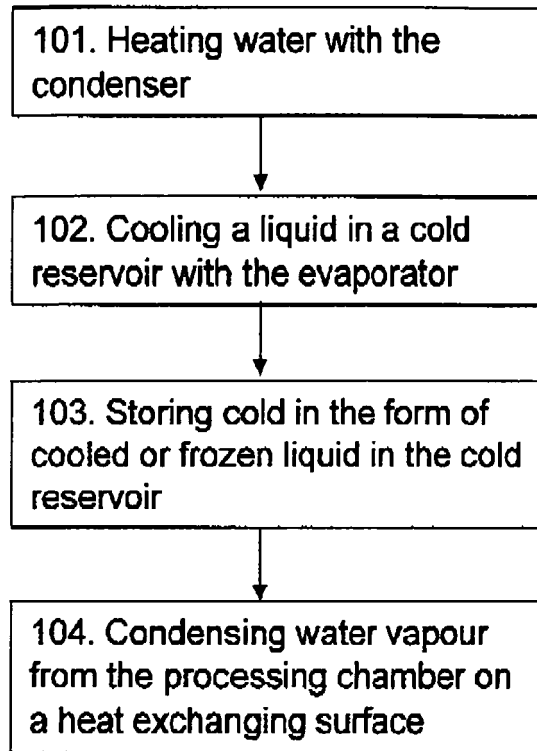 101. Heating water with the
condenser
102. Cooling a liquid in a cold
reservoir with the evaporator
103. Storing cold in the form of
cooled or frozen liquid in the cold
reservoir
104. Condensing water vapour
from the processing chamber on
a heat exchanging surface